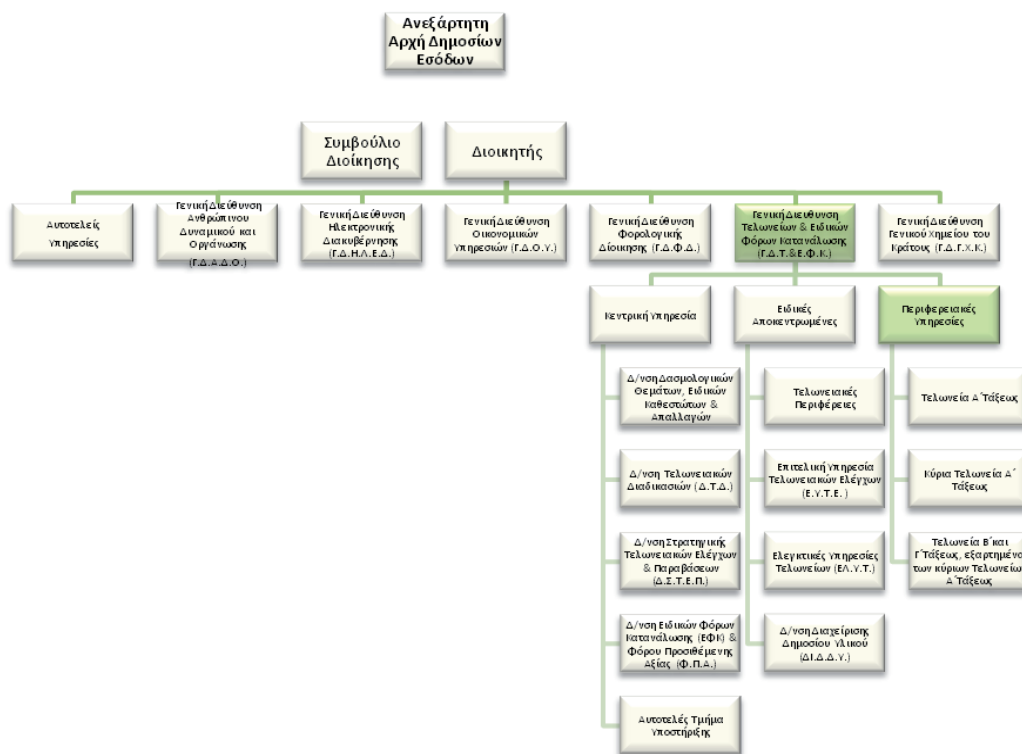 Ανεξάρτητη
Αρχή Δημοσίων
Εσόδων
Συμβούλιο
Διοίκησης
Διοικητής
Αυτοτελείς
Υπηρεσίες
Γενική Διεύθυνση
Ανθρώπινου
Δυναμικού και
Οργάνωσης
(Γ.Δ.Α.Δ.Ο.)
Γενική Διεύθυνση
Ηλεκτρονικής
Διακυβέρνησης
(Γ.Δ.Η.Λ.Ε.Δ.)
Γενική Διεύθυνση
Οικονομικών
Υπηρεσιών (Γ.Δ.Ο.Υ.)
Γενική Διεύθυνση
Φορολογικής
Δίοικησης (Γ.Δ.Φ.Δ.)
Γενική Διευθυνση
Τελωνείων & Ειδικών
Φόρων Κατανάλωσης
(Γ.Δ.Τ.&Ε.Φ.Κ.)
Γενική Διεύθυνση
Γενικού Χημείου του
Κράτους (Γ.Δ.Γ.Χ.Κ.)
Κεντρική Υπηρεσία
Ειδικές
Αποκεντρωμένες
Περιφερειακές
Υπηρεσίες
Δ/νση Δασμολογικών
Θεμάτων, Ειδικών
Καθεστώτων &
Απαλλαγών
Τελωνειακές
Περιφέρειες
Τελωνεία Α΄Τάξεως
Δ/νση Τελωνειακών
Διαδικασιών (Δ.Τ.Δ.)
Επιτελική Υπηρεσία
Τελωνειακών Ελέγχων
(Ε.Υ.Τ.Ε. )
Κύρια Τελωνεία Α΄
Τάξεως
Δ/νση Στρατηγικής
Τελωνειακών Ελέγχων
& Παραβάσεων
(Δ.Σ.Τ.Ε.Π.)
Ελεγκτικές Υπηρεσίες
Τελωνείων (ΕΛ.Υ.Τ.)
Τελωνεία Β΄και
Γ΄Τάξεως, εξαρτημένα
των κύριων Τελωνείων
Α΄Τάξεως
Δ/νση Ειδικών Φόρων
Κατανάλωσης (ΕΦΚ) &
Φόρου Προσιθέμενης
Αξίας (Φ.Π.Α.)
Δ/νση Διαχείρισης
Δημοσίου Υλικού
(ΔΙ.Δ.Δ.Υ.)
Αυτοτελές Τμήμα
Υποστήριξης